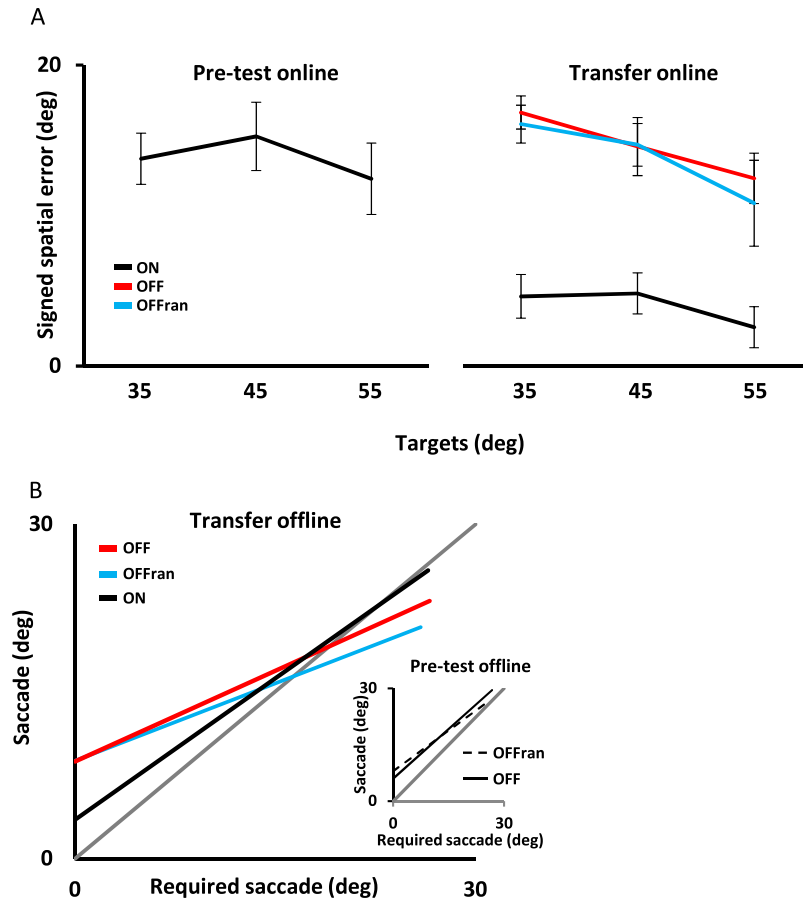 A
Pre-test online
Transfer online
20
0
Signed spatial error (deg)
ON
OFF
OFFran
35 45 55
35 45 55
Targets (deg)
B
Transfer offline
30
0
Saccade (deg)
OFF
OFFran
ON
Pre-test offline
30
0
Saccade (deg)
OFFran
OFF
0 30
Required saccade (deg)
0 Required saccade (deg) 30